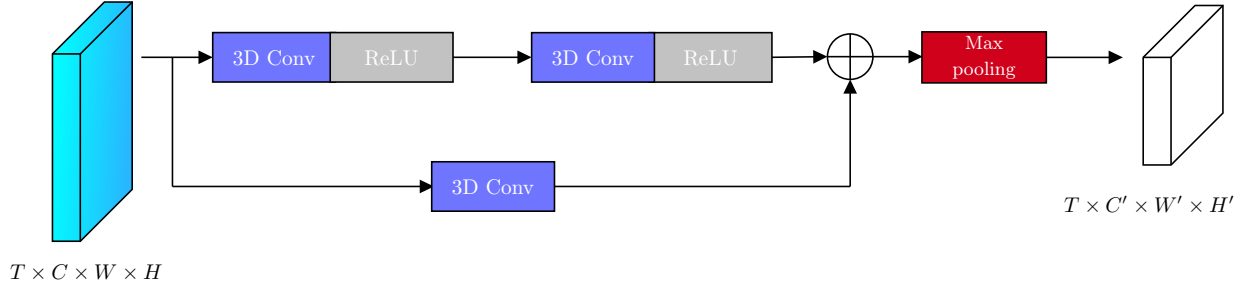 3D Conv ReLU 3D Conv ReLU Max
pooling
3D Conv
T × C′ × W′ × H′
T × C × W × H